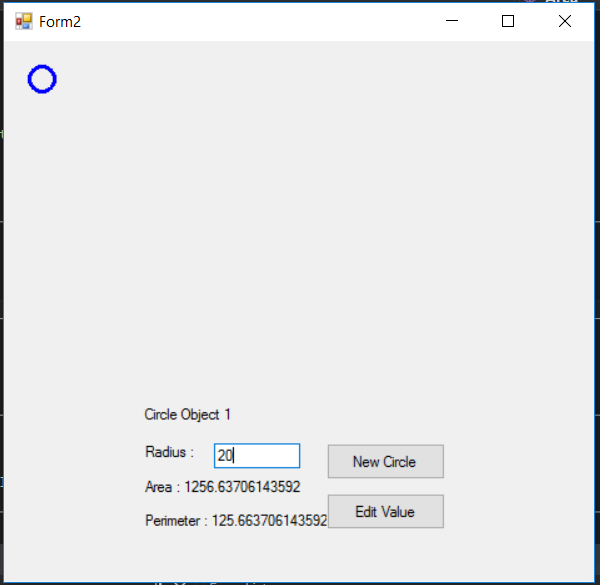 Form2
Circle Object 1
Radius : 20
New Circle
Area : 1256.63706143592
Edit Value
Perimeter : 125.663706143592